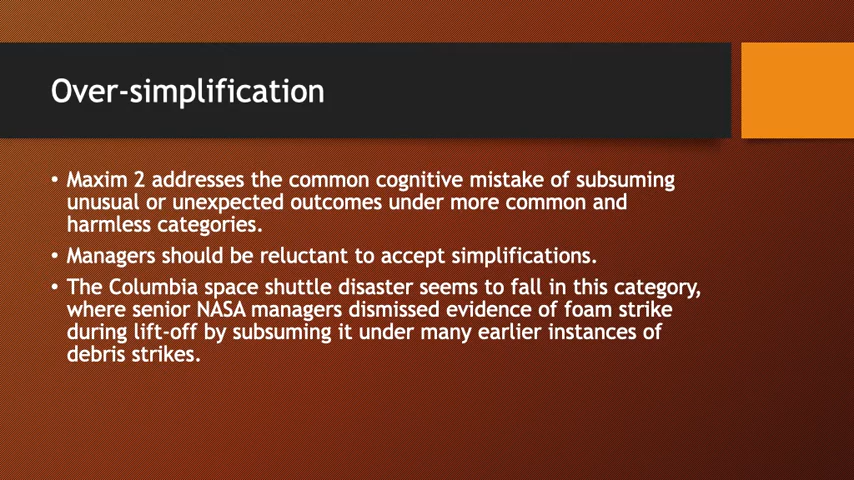 Over-simplification
• Maxim 2 addresses the common cognitive mistake of subsuming
unusual or unexpected outcomes under more common and
harmless categories.
• Managers should be reluctant to accept simplifications.
• The Columbia space shuttle disaster seems to fall in this category,
where senior NASA managers dismissed evidence of foam strike
during lift-off by subsuming it under many earlier instances of
debris strikes.